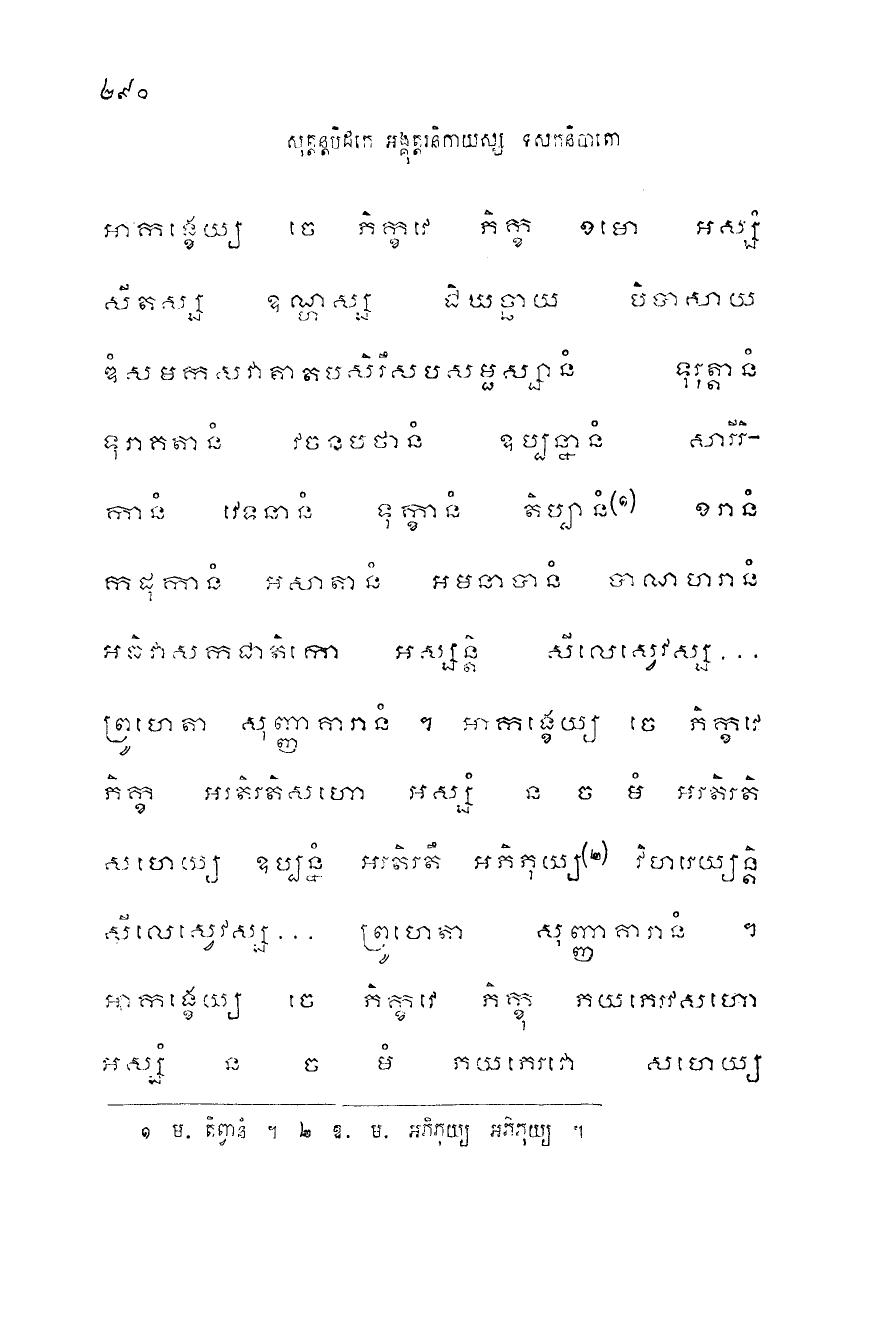 ២៩០
សុត្តន្តបិដកេ អង្គុត្តរនិកាយស្ស ទសកនិបាតោ
អាកង្ខេយ្យ ចេ ភិក្ខវេ ភិក្ខុ ខមោ អស្សំ
សីតស្ស ឧណ្ហស្ស ជិឃច្ឆាយ បិបាសាយ
ឌំសមកសវាតាតបសិរឹសបសម្ផស្សានំ ទុរុត្តានំ
ទុរាគតានំ វចនបថានំ ឧប្បន្នានំ សារីរិ-
កានំ វេទនានំ ទុក្ខានំ តិប្បានំ(១) ខរានំ
កដុកានំ អសាតានំ អមនាបានំ បាណហរានំ
អធិវាសកជាតិកោ អស្សន្តិ សីលេស្វេវស្ស...
ព្រូហេតា សុញ្ញាគារានំ ។ អាកង្ខេយ្យ ចេ ភិក្ខវេ
ភិក្ខុ អរតិរតិសហោ អស្សំ ន ច មំ អរតិរតិ
សហេយ្យ ឧប្បន្នំ អរតិរតឹ អភិភុយ្យ(២) វិហរេយ្យន្តិ
សីលេស្វេវស្ស... ព្រូហេតា សុញ្ញាគារានំ ។
អាកង្ខេយ្យ ចេ ភិក្ខវេ ភិក្ខុ ភយភេរវសហោ
អស្សំ ន ច មំ ភយភេរវោ សហេយ្យ
១ ម. តិព្វានំ ។ ២ ឱ. ម. អភិភុយ្យ អភិភុយ្យ ។